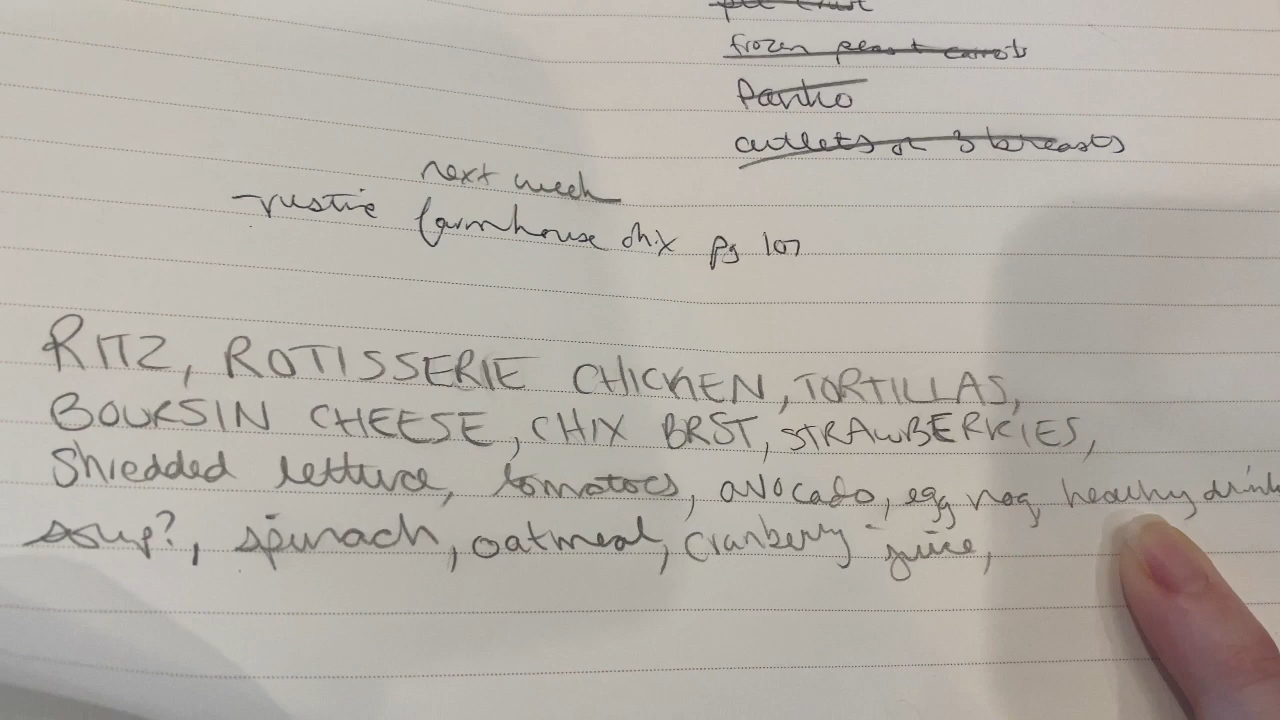 frozen peas + carrots
Panko
cutlets or 3 breasts
next week
- rustic farmhouse chix pg 107
RITZ, ROTISSERIE CHICKEN, TORTILLAS,
BOURSIN CHEESE, CHIX BRST, STRAWBERRIES,
Shredded lettuce, tomatoes, avocado, egg nog, healthy drink
soup?, spinach, oatmeal, cranberry juice,